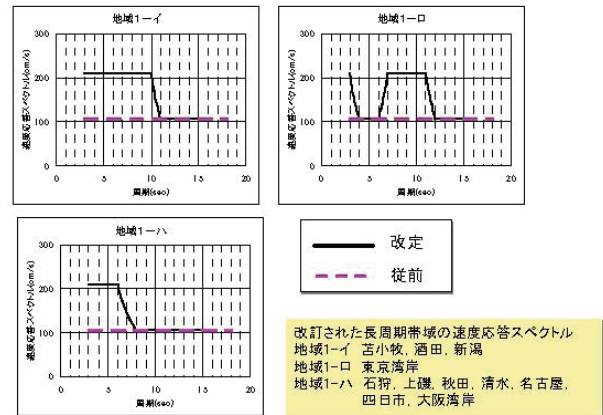 地域1-イ
300
200
100
0
0
5
10
15
20
速度応答スペクトル(cm/s)
周期(sec)
地域1-ロ
300
200
100
0
0
5
10
15
20
速度応答スペクトル(cm/s)
周期(sec)
地域1-ハ
300
200
100
0
0
5
10
15
20
速度応答スペクトル(cm/s)
周期(sec)
改定
従前
改訂された長周期帯域の速度応答スペクトル
地域1-イ 苫小牧, 酒田, 新潟
地域1-ロ 東京湾岸
地域1-ハ 石狩, 上磯, 秋田, 清水, 名古屋,
四日市, 大阪湾岸